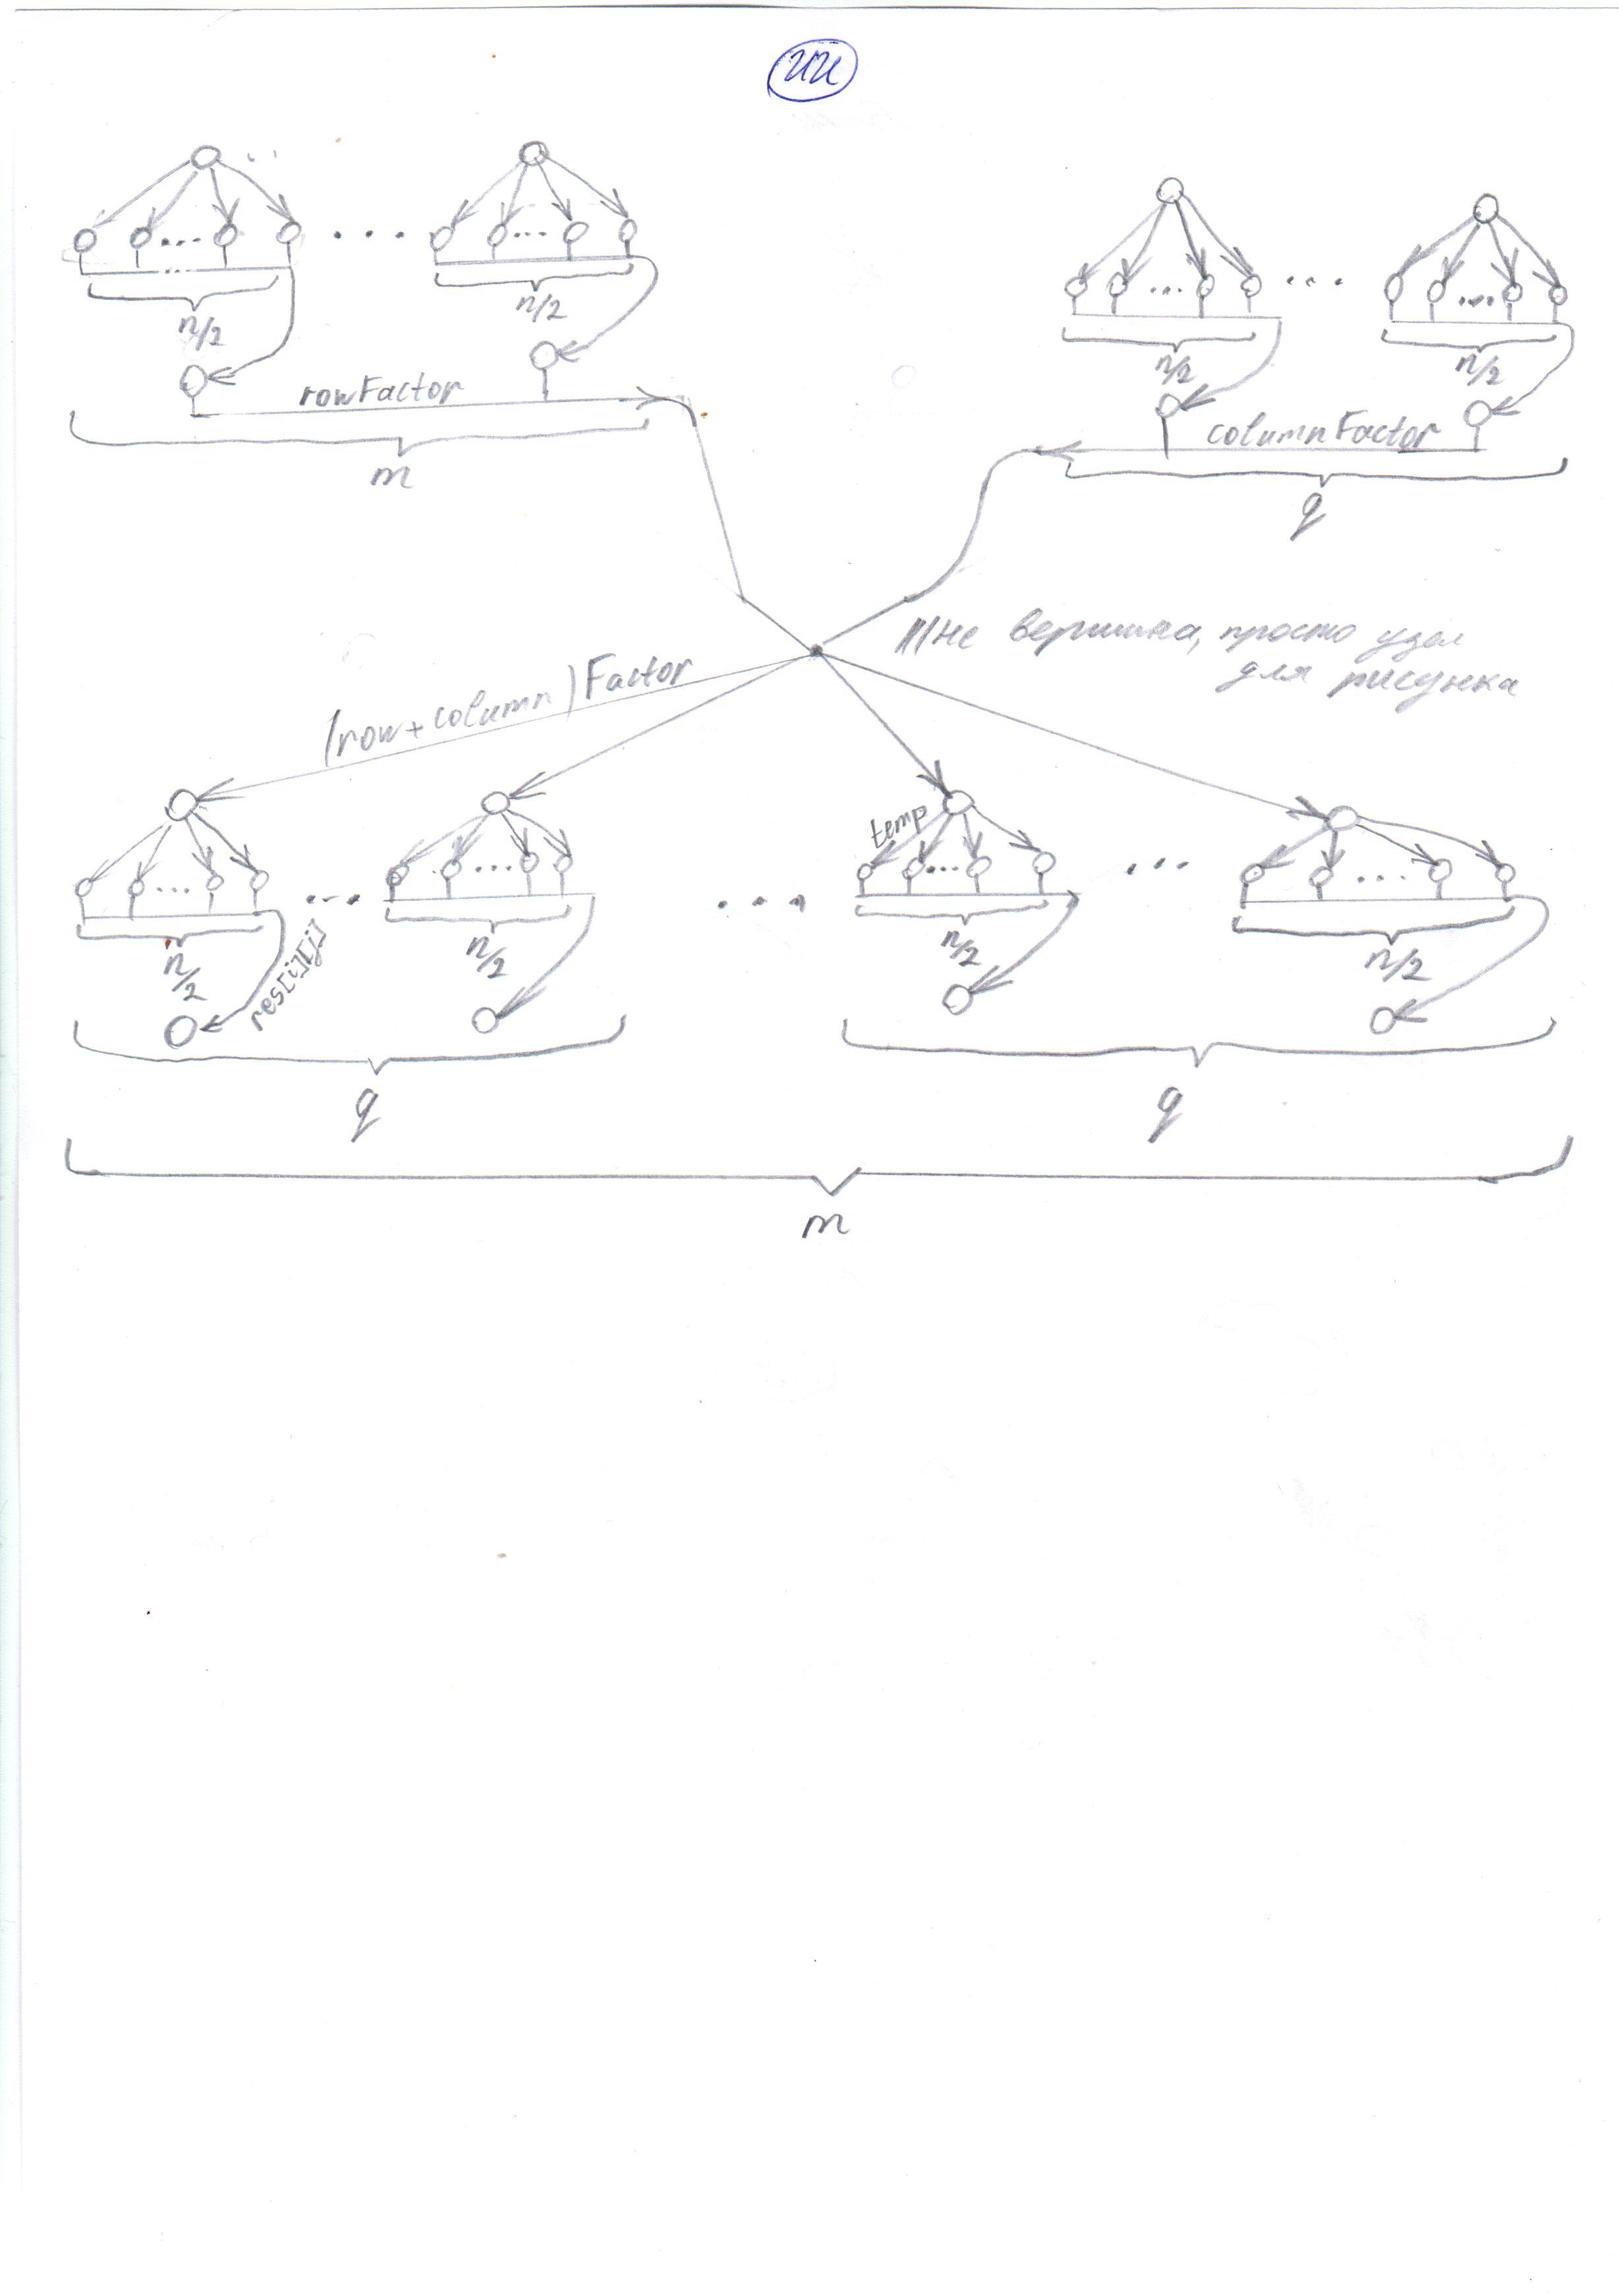 ИИ
n/2
n/2
rowFactor
m
n/2
n/2
columnFactor
q
///не вершина, просто узел
для рисунка
(row+column)Factor
temp
n/2
res[i][j]
n/2
n/2
n/2
q
q
m